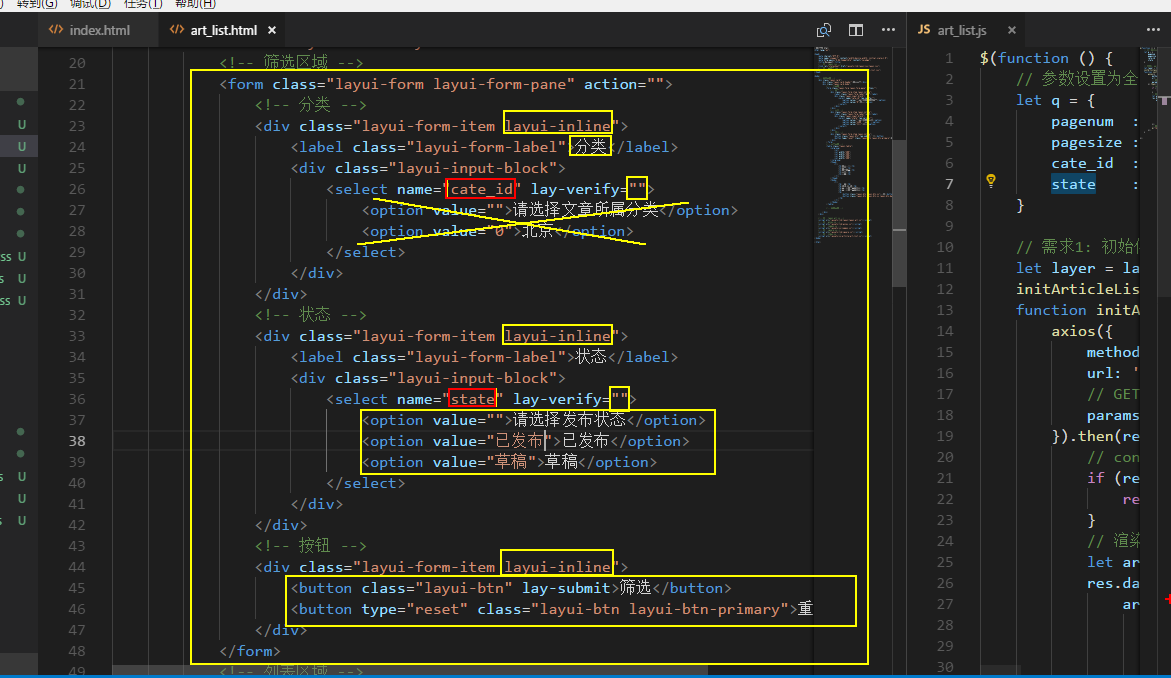 转到(G) 调试(D) 任务(T) 帮助(H)
index.html
art_list.html
JS art_list.js
20 <!-- 筛选区域 -->
21 <form class="layui-form layui-form-pane" action="">
22 <!-- 分类 -->
23 <div class="layui-form-item layui-inline">
24 <label class="layui-form-label">分类</label>
25 <div class="layui-input-block">
26 <select name="cate_id" lay-verify="">
27 <option value="">请选择文章所属分类</option>
28 <option value="0">北京</option>
29 </select>
30 </div>
31 </div>
32 <!-- 状态 -->
33 <div class="layui-form-item layui-inline">
34 <label class="layui-form-label">状态</label>
35 <div class="layui-input-block">
36 <select name="state" lay-verify="">
37 <option value="">请选择发布状态</option>
38 <option value="已发布">已发布</option>
39 <option value="草稿">草稿</option>
40 </select>
41 </div>
42 </div>
43 <!-- 按钮 -->
44 <div class="layui-form-item layui-inline">
45 <button class="layui-btn" lay-submit>筛选</button>
46 <button type="reset" class="layui-btn layui-btn-primary">重
47 </div>
48 </form>
49 <!-- 列表区域 -->
U
U
U
ss U
s U
ss U
s U
U
s U
1 $(function () {
2 // 参数设置为全
3 let q = {
4 pagenum :
5 pagesize :
6 cate_id :
7 state :
8 }
9
10 // 需求1: 初始
11 let layer = la
12 initArticleLis
13 function initA
14 axios({
15 method
16 url: '
17 // GET
18 params
19 }).then(re
20 // con
21 if (re
22 re
23 }
24 // 渲染
25 let ar
26 res.da
27 ar
28
29
30